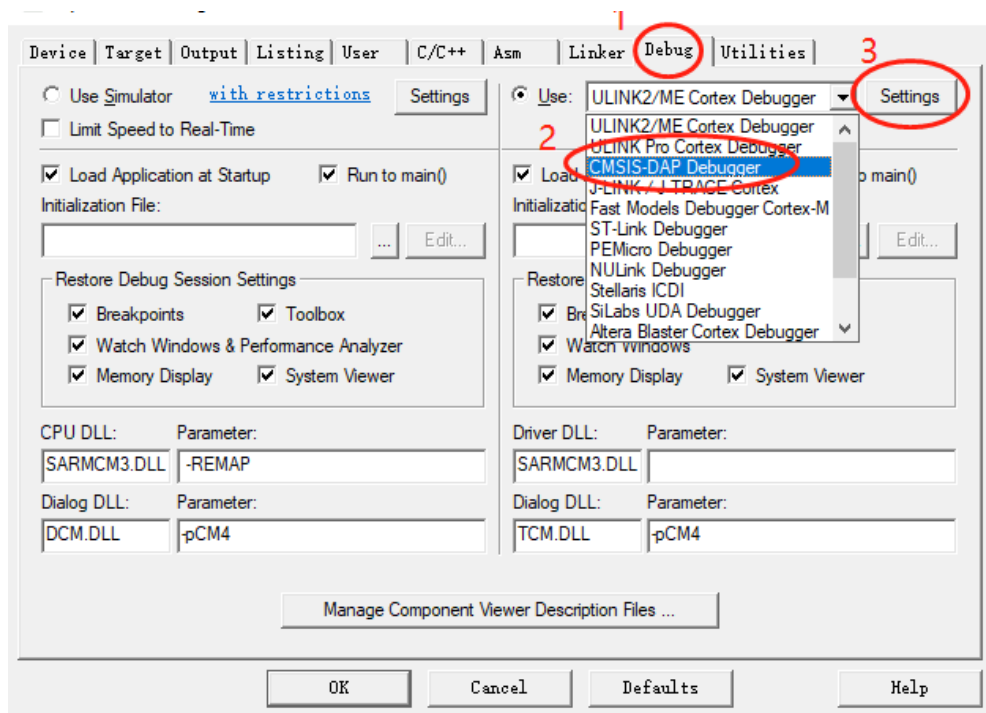 1
Device Target Output Listing User C/C++ Asm Linker Debug Utilities
3
Use Simulator with restrictions Settings
Use: ULINK2/ME Cortex Debugger Settings
Limit Speed to Real-Time
2
ULINK2/ME Cortex Debugger
ULINK Pro Cortex Debugger
CMSIS-DAP Debugger
J-LINK / J-TRACE Cortex
Fast Models Debugger Cortex-M
ST-Link Debugger
PEMicro Debugger
NULink Debugger
Stellaris ICDI
SiLabs UDA Debugger
Altera Blaster Cortex Debugger
Load Application at Startup Run to main()
Load o main()
Initialization File:
Initializatio
... Edit...
Edit...
Restore Debug Session Settings
Restore
Breakpoints Toolbox
Bre
Watch Windows & Performance Analyzer
Watch Windows
Memory Display System Viewer
Memory Display System Viewer
CPU DLL: Parameter:
Driver DLL: Parameter:
SARMCM3.DLL -REMAP
SARMCM3.DLL
Dialog DLL: Parameter:
Dialog DLL: Parameter:
DCM.DLL -pCM4
TCM.DLL -pCM4
Manage Component Viewer Description Files ...
OK Cancel Defaults Help